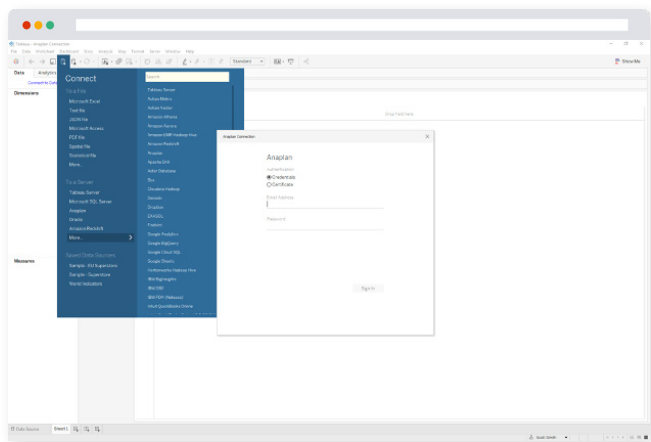 Tableau - Anaplan Connection
File Data Worksheet Dashboard Story Analysis Map Format Server Window Help
Standard
Show Me
Data Analytics
Connect to Data
Dimensions
Measures
Connect
To a File
Microsoft Excel
Text file
JSON file
Microsoft Access
PDF file
Spatial file
Statistical file
More...
To a Server
Tableau Server
Microsoft SQL Server
Anaplan
Oracle
Amazon Redshift
More...
Saved Data Sources
Sample - EU Superstore
Sample - Superstore
World Indicators
Search
Tableau Server
Actian Matrix
Actian Vector
Amazon Athena
Amazon Aurora
Amazon EMR Hadoop Hive
Amazon Redshift
Anaplan
Apache Drill
Aster Database
Box
Cloudera Hadoop
Denodo
Dropbox
EXASOL
Firebird
Google Analytics
Google BigQuery
Google Cloud SQL
Google Sheets
Hortonworks Hadoop Hive
IBM BigInsights
IBM DB2
IBM PDA (Netezza)
Intuit QuickBooks Online
Drop field here
Anaplan Connection
Anaplan
Authentication
Credentials
Certificate
Email Address
Password
Sign In
Data Source Sheet 1